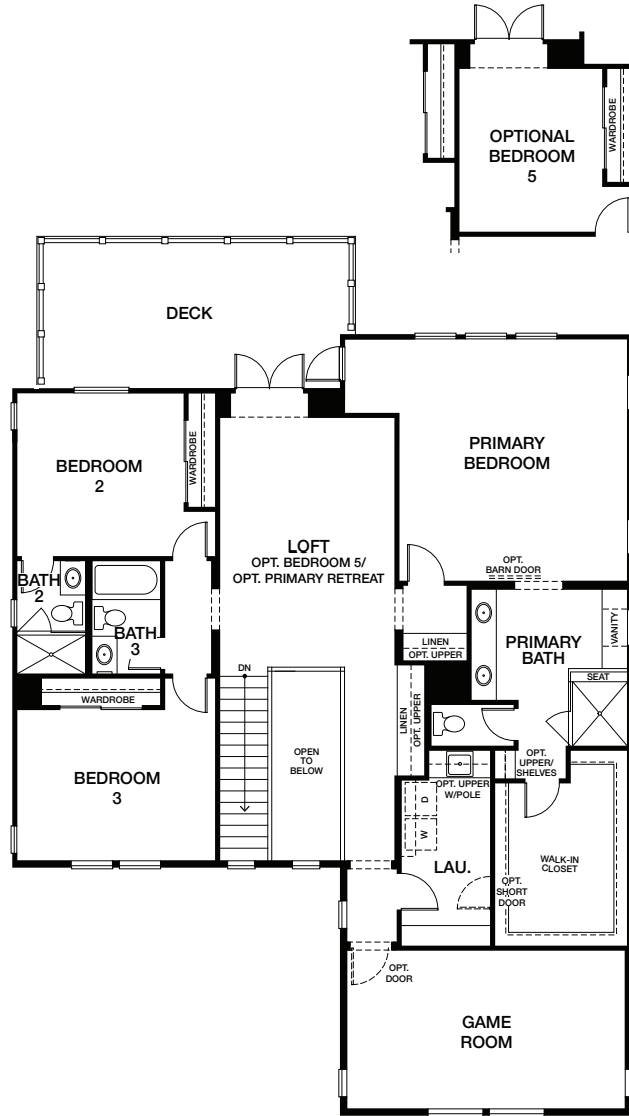 OPTIONAL
BEDROOM
5
WARDROBE
DECK
BEDROOM
2
WARDROBE
PRIMARY
BEDROOM
LOFT
OPT. BEDROOM 5/
OPT. PRIMARY RETREAT
OPT.
BARN DOOR
BATH
2
BATH
3
LINEN
OPT. UPPER
PRIMARY
BATH
VANITY
SEAT
DN
WARDROBE
LINEN
OPT. UPPER
BEDROOM
3
OPEN
TO
BELOW
OPT. UPPER
W/POLE
OPT.
UPPER/
SHELVES
D
W
LAU.
WALK-IN
CLOSET
OPT.
SHORT
DOOR
OPT.
DOOR
GAME
ROOM